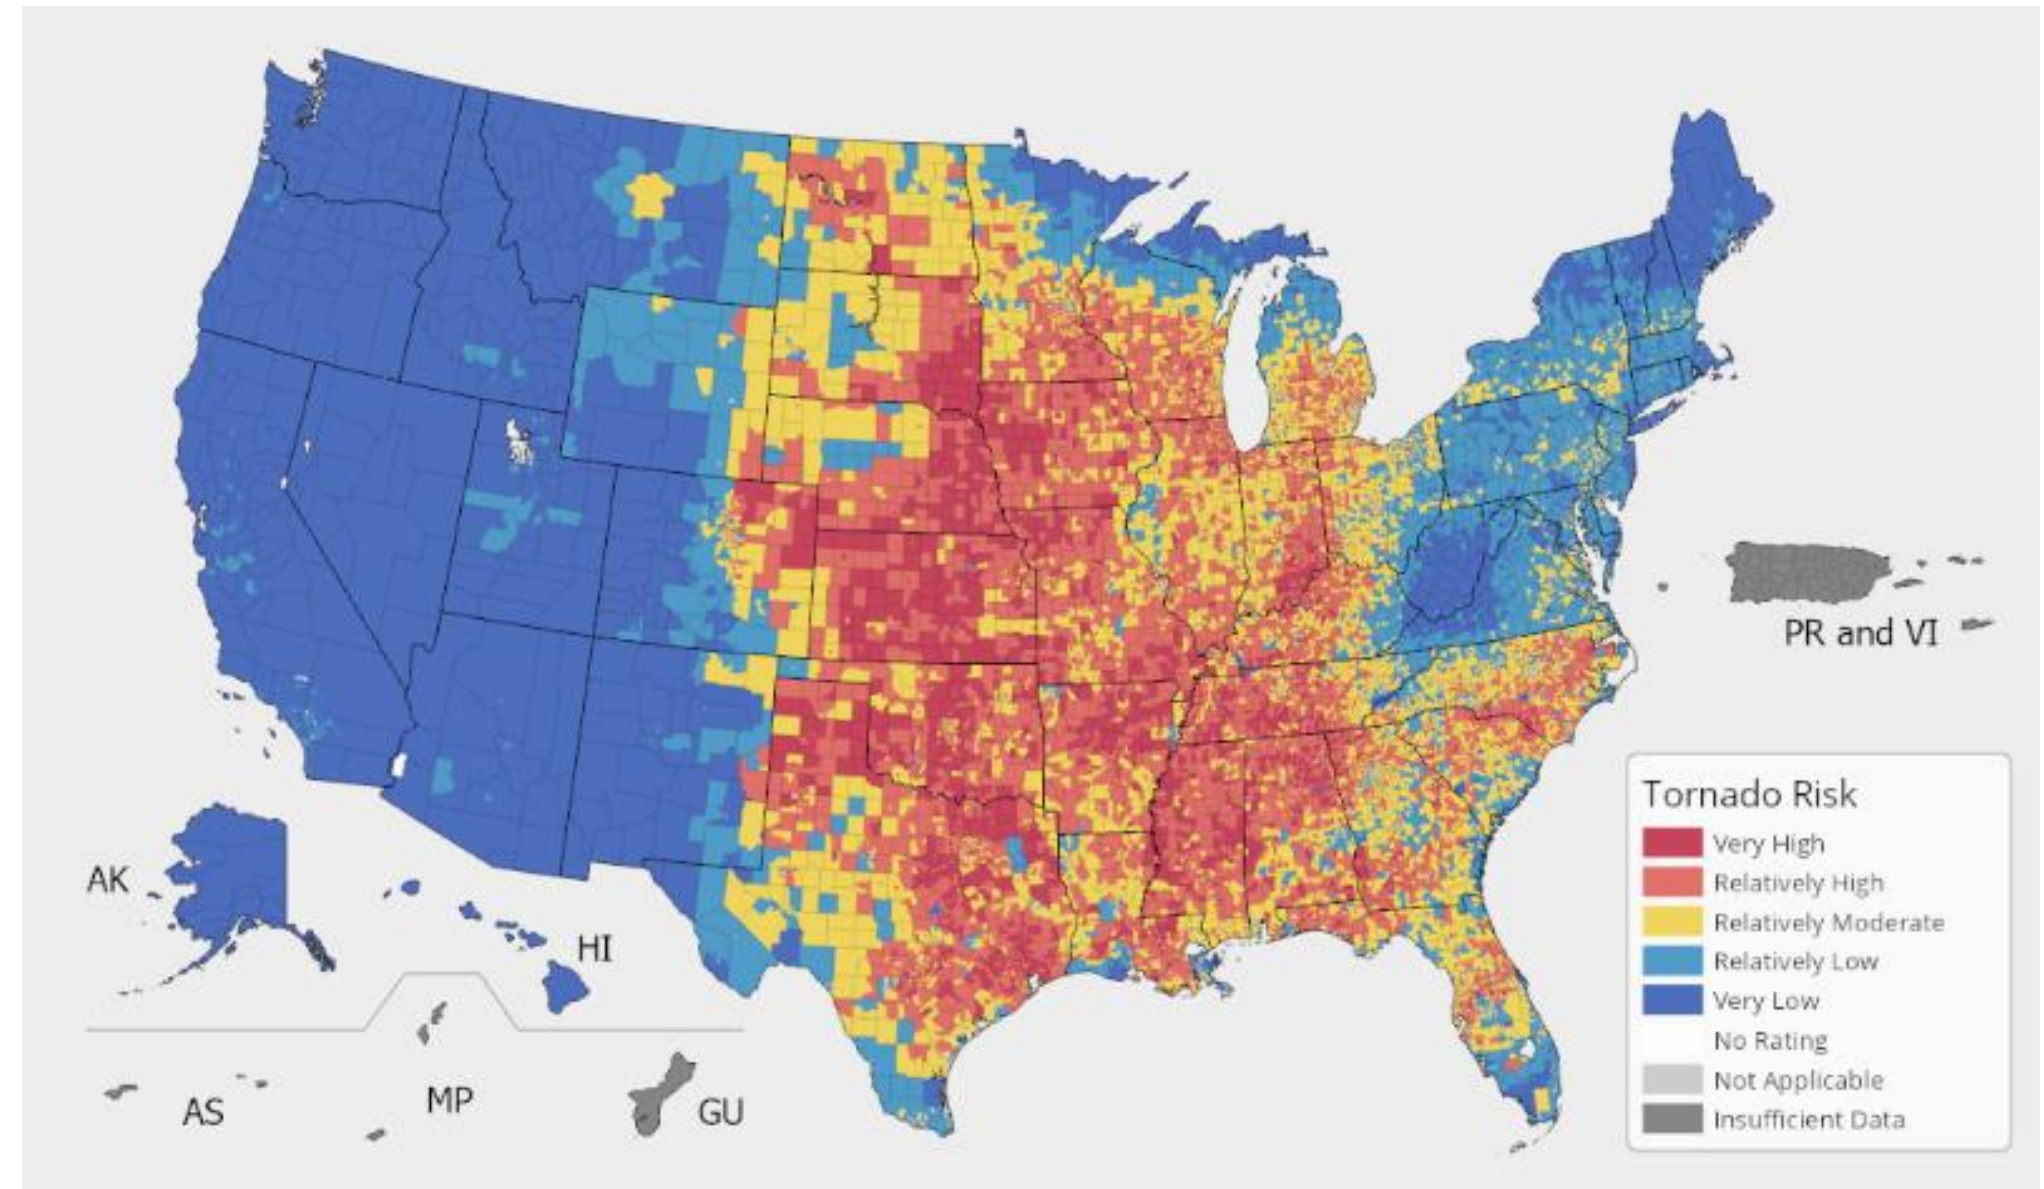 PR and VI
Tornado Risk
Very High
Relatively High
Relatively Moderate
Relatively Low
Very Low
No Rating
Not Applicable
Insufficient Data
AK
HI
AS
MP
GU